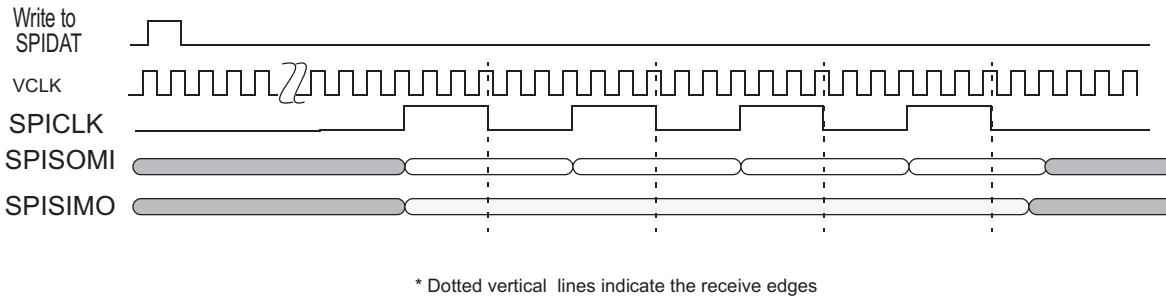 Write to
SPIDAT
VCLK
SPICLK
SPISOMI
SPISIMO
* Dotted vertical lines indicate the receive edges